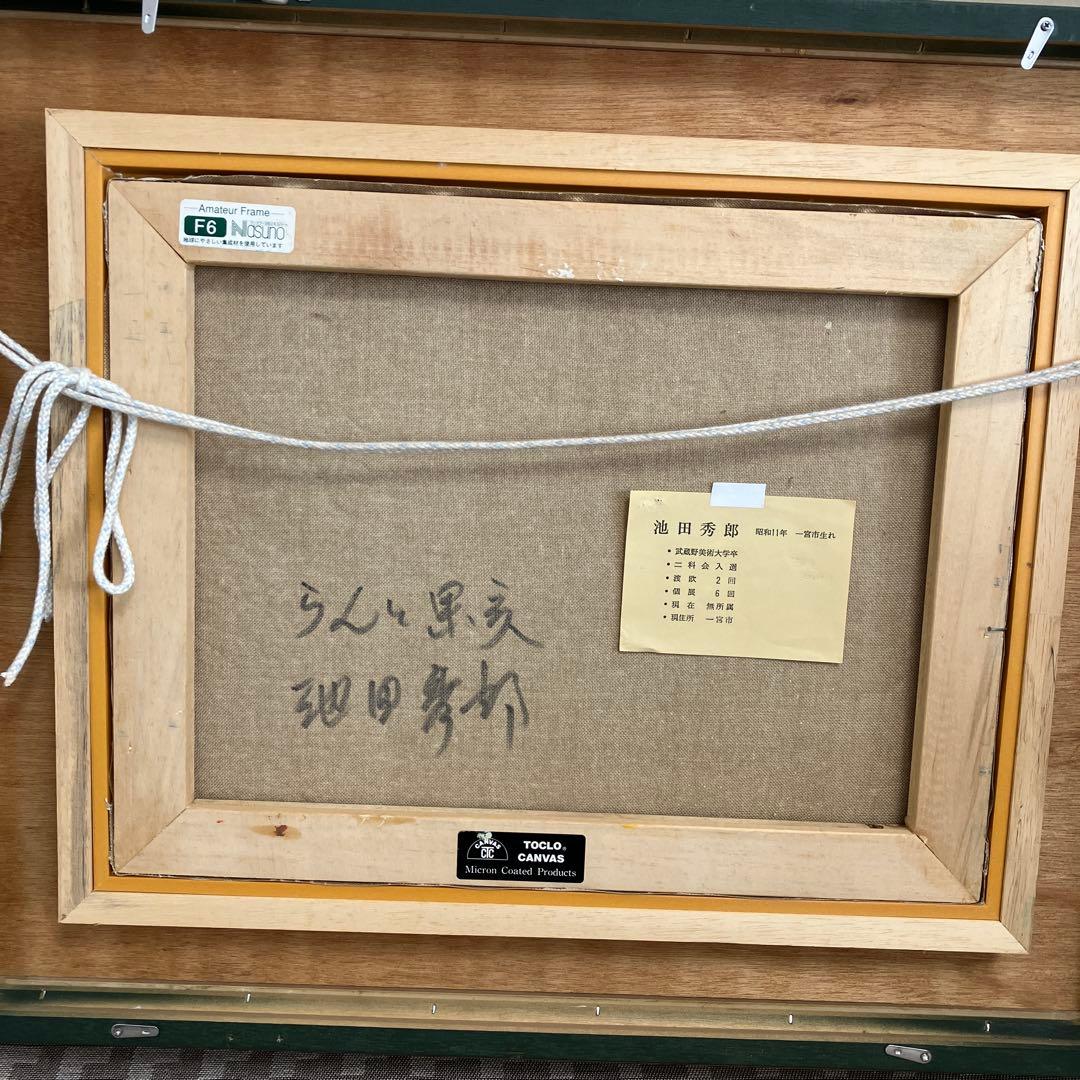 Amateur Frame
F6 Nasuno
地球にやさしい集成材を使用しています
池田秀郎 昭和11年 一宮市生れ
・武蔵野美術大学卒
・二科会入選
・渡欧 2回
・個展 6回
・現在 無所属
・現住所 一宮市
らんと果実
池田秀郎
CANVAS
CTC
TOCLO®
CANVAS
Micron Coated Products